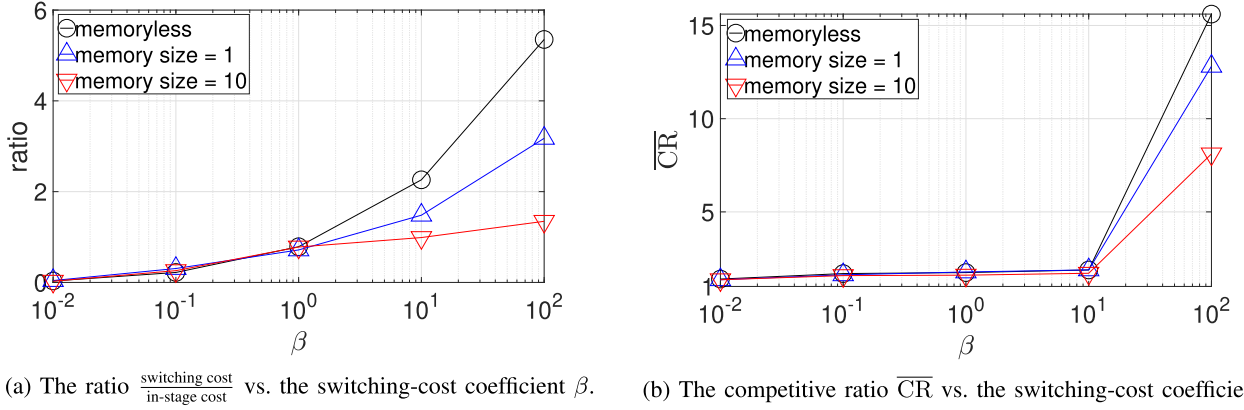 6
4
2
0
ratio
memoryless
memory size = 1
memory size = 10
10^-2
10^-1
10^0
10^1
10^2
β
(a) The ratio switching cost/in-stage cost vs. the switching-cost coefficient β.
15
10
5
1
CR
memoryless
memory size = 1
memory size = 10
10^-2
10^-1
10^0
10^1
10^2
β
(b) The competitive ratio CR vs. the switching-cost coefficie